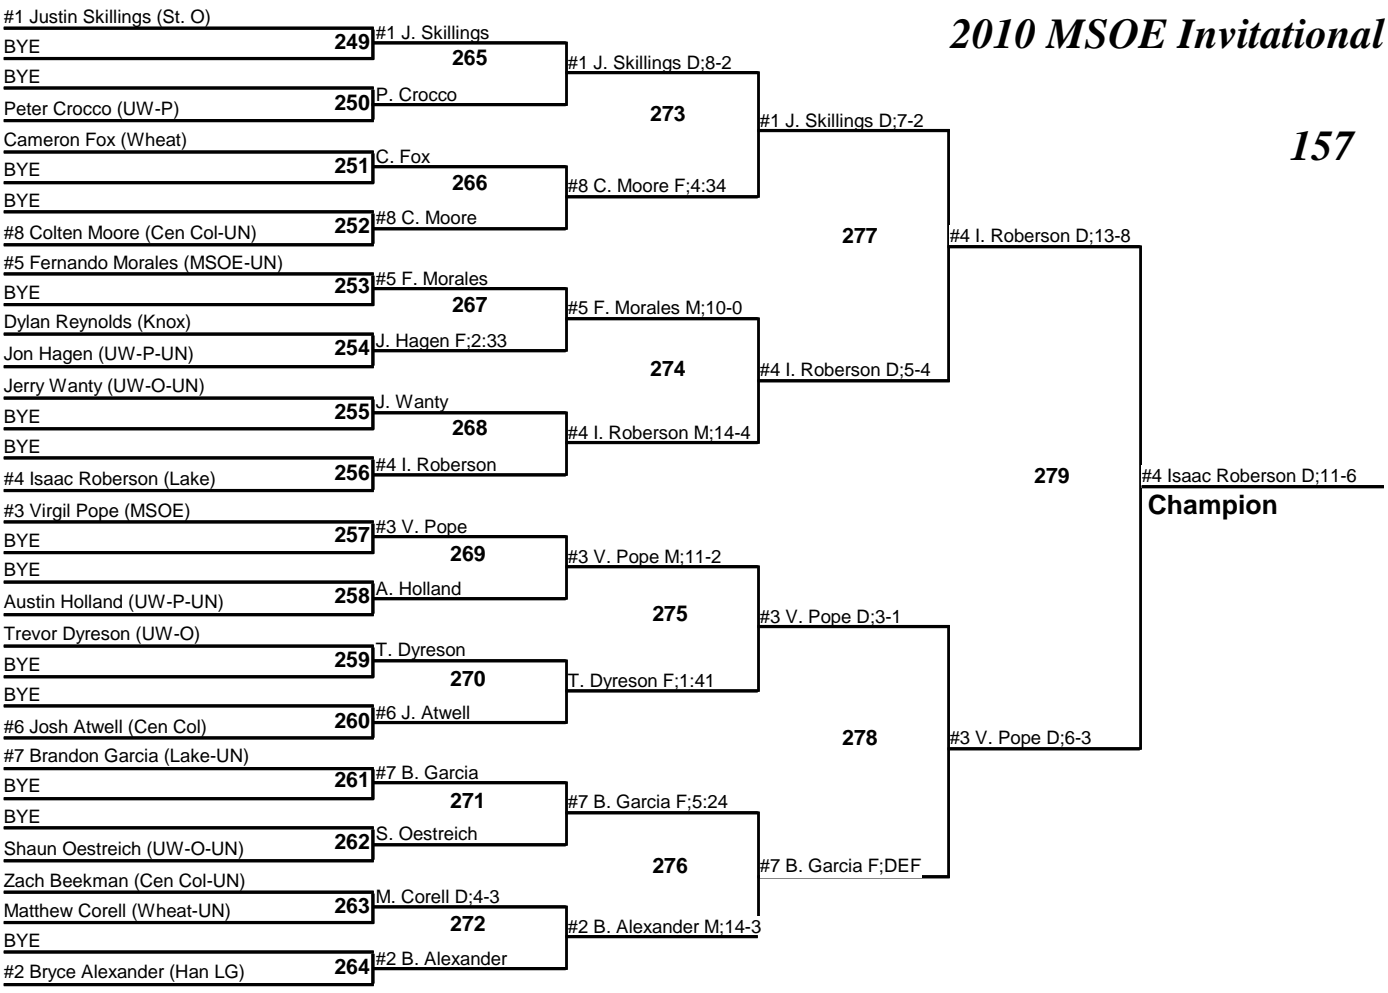 2010 MSOE Invitational
157
#1 Justin Skillings (St. O)
BYE
249
BYE
Peter Crocco (UW-P)
250
Cameron Fox (Wheat)
BYE
251
BYE
#8 Colten Moore (Cen Col-UN)
252
#5 Fernando Morales (MSOE-UN)
BYE
253
Dylan Reynolds (Knox)
Jon Hagen (UW-P-UN)
254
Jerry Wanty (UW-O-UN)
BYE
255
BYE
#4 Isaac Roberson (Lake)
256
#3 Virgil Pope (MSOE)
BYE
257
BYE
Austin Holland (UW-P-UN)
258
Trevor Dyreson (UW-O)
BYE
259
BYE
#6 Josh Atwell (Cen Col)
260
#7 Brandon Garcia (Lake-UN)
BYE
261
BYE
Shaun Oestreich (UW-O-UN)
262
Zach Beekman (Cen Col-UN)
Matthew Corell (Wheat-UN)
263
BYE
#2 Bryce Alexander (Han LG)
264
#1 J. Skillings
265
P. Crocco
C. Fox
266
#8 C. Moore
#5 F. Morales
267
J. Hagen F;2:33
J. Wanty
268
#4 I. Roberson
#3 V. Pope
269
A. Holland
T. Dyreson
270
#6 J. Atwell
#7 B. Garcia
271
S. Oestreich
M. Corell D;4-3
272
#2 B. Alexander
#1 J. Skillings D;8-2
273
#8 C. Moore F;4:34
#5 F. Morales M;10-0
274
#4 I. Roberson M;14-4
#3 V. Pope M;11-2
275
T. Dyreson F;1:41
#7 B. Garcia F;5:24
276
#2 B. Alexander M;14-3
#1 J. Skillings D;7-2
277
#4 I. Roberson D;5-4
#3 V. Pope D;3-1
278
#7 B. Garcia F;DEF
#4 I. Roberson D;13-8
279
#3 V. Pope D;6-3
#4 Isaac Roberson D;11-6
Champion